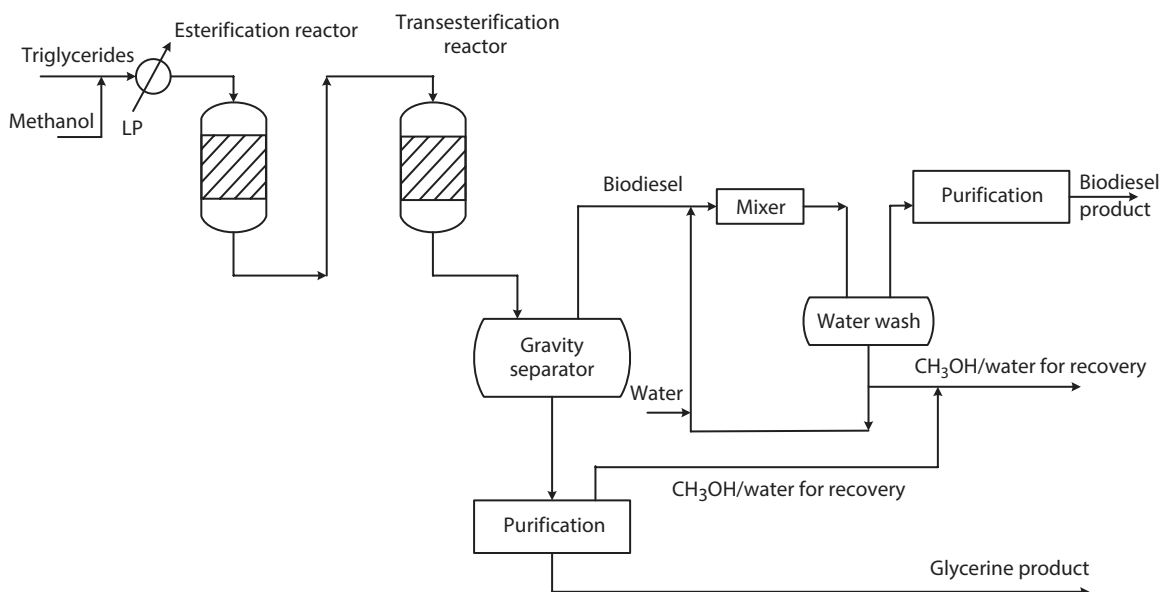 Esterification reactor
Transesterification
reactor
Triglycerides
Methanol
LP
Biodiesel
Mixer
Purification
Biodiesel
product
Water wash
Gravity
separator
CH₃OH/water for recovery
Water
CH₃OH/water for recovery
Purification
Glycerine product